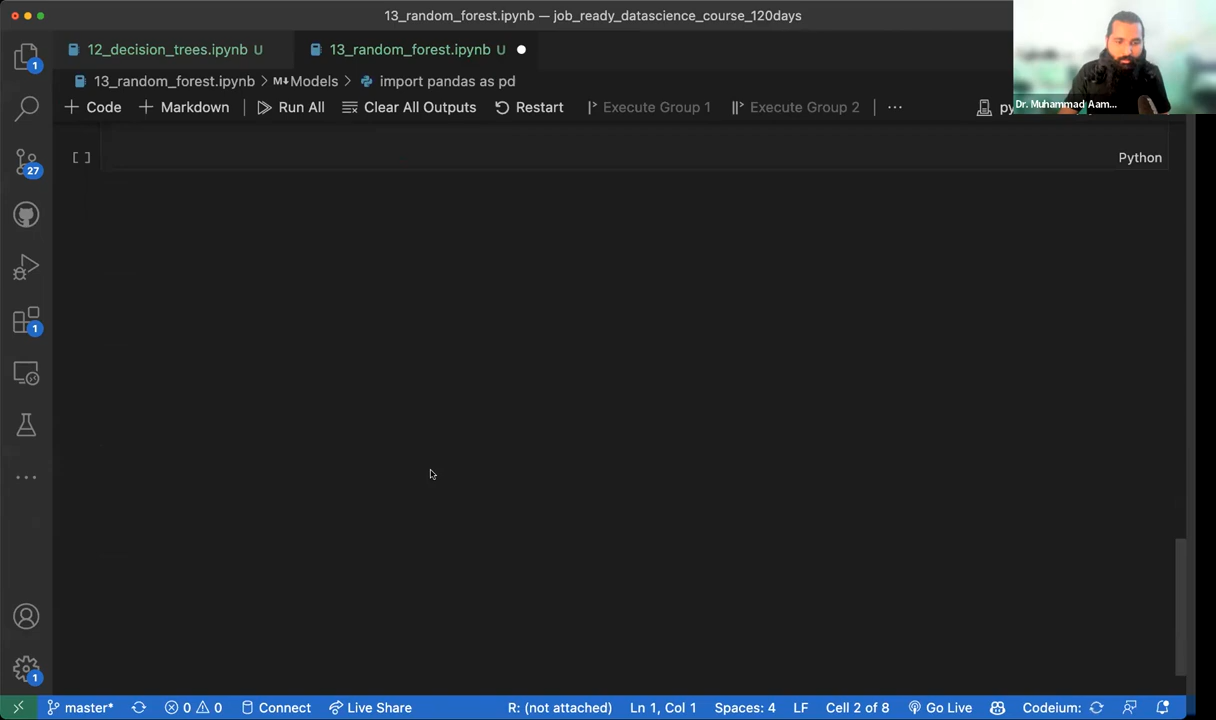 13_random_forest.ipynb — job_ready_datascience_course_120days
12_decision_trees.ipynb U
13_random_forest.ipynb U
13_random_forest.ipynb > M↓Models > import pandas as pd
+ Code + Markdown Run All Clear All Outputs Restart Execute Group 1 Execute Group 2 ... py
Dr. Muhammad Aam...
[ ]
Python
1
27
1
1
master* 0 0 Connect Live Share R: (not attached) Ln 1, Col 1 Spaces: 4 LF Cell 2 of 8 Go Live Codeium: